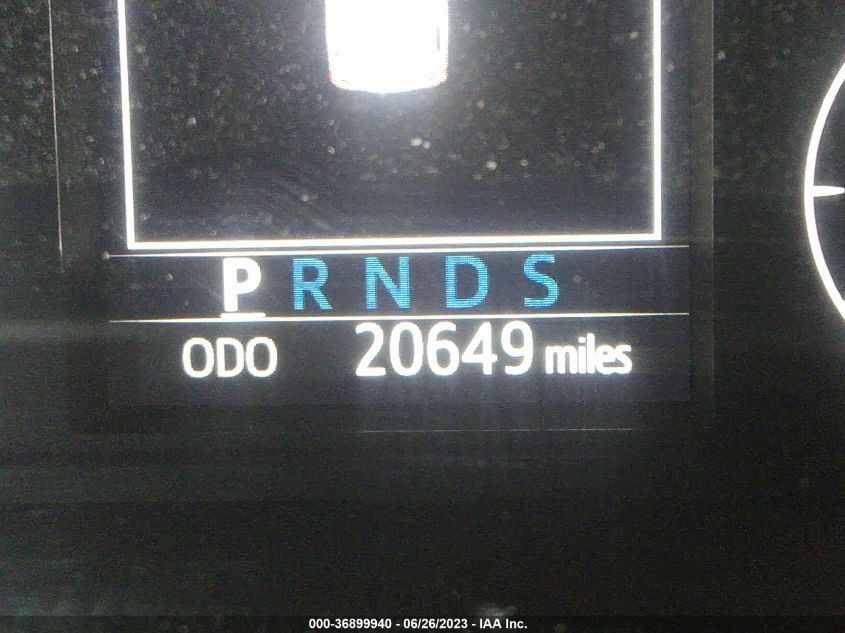 P R N D S
ODO 20649 miles
000-36899940 - 06/26/2023 - IAA Inc.